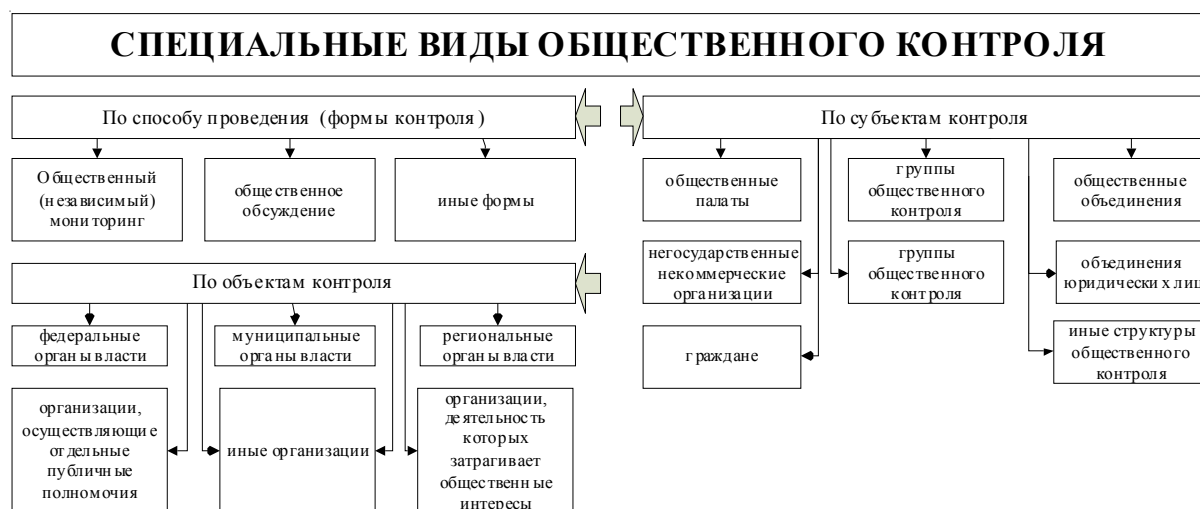 СПЕЦИАЛЬНЫЕ ВИДЫ ОБЩЕСТВЕННОГО КОНТРОЛЯ
По способу проведения (формы контроля)
Общественный
(независимый)
мониторинг
общественное
обсуждение
иные формы
По объектам контроля
федеральные
органы власти
муниципальные
органы власти
региональные
органы власти
организации,
осуществляющие
отдельные
публичные
полномочия
иные организации
организации,
деятельность
которых
затрагивает
общественные
интересы
По субъектам контроля
общественные
палаты
группы
общественного
контроля
общественные
объединения
негосударственные
некоммерческие
организации
группы
общественного
контроля
объединения
юридических лиц
граждане
иные структуры
общественного
контроля